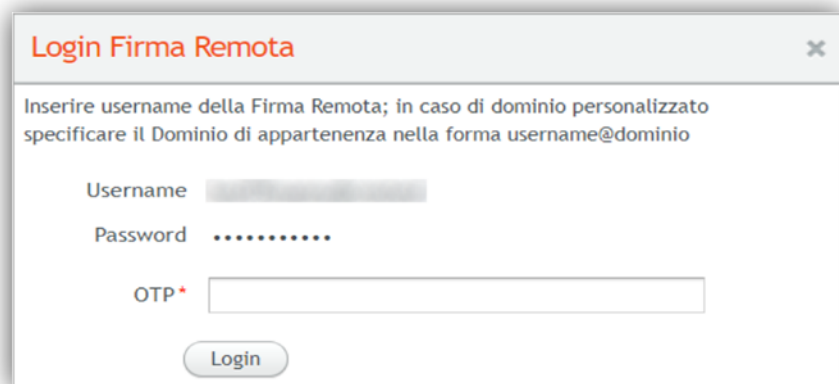 Login Firma Remota
Inserire username della Firma Remota; in caso di dominio personalizzato
specificare il Dominio di appartenenza nella forma username@dominio
Username
Password •••••••••••
OTP*
Login